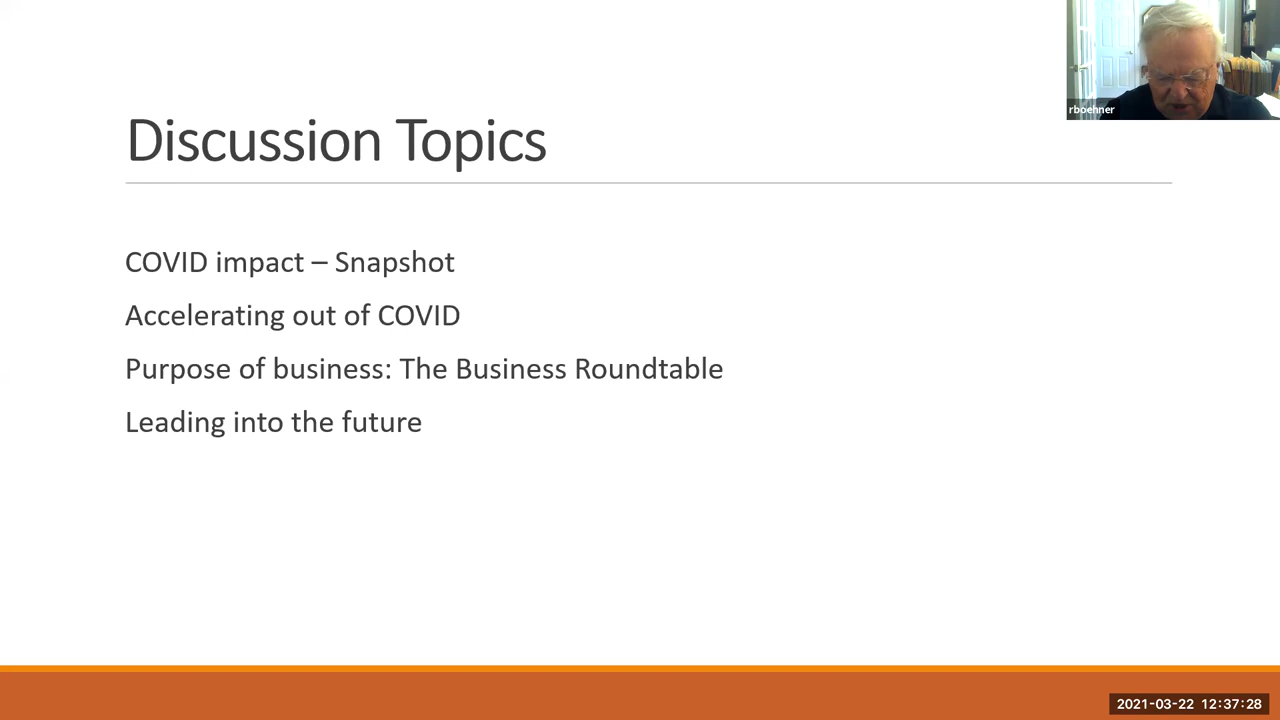 rboehner
Discussion Topics
COVID impact – Snapshot
Accelerating out of COVID
Purpose of business: The Business Roundtable
Leading into the future
2021-03-22 12:37:28